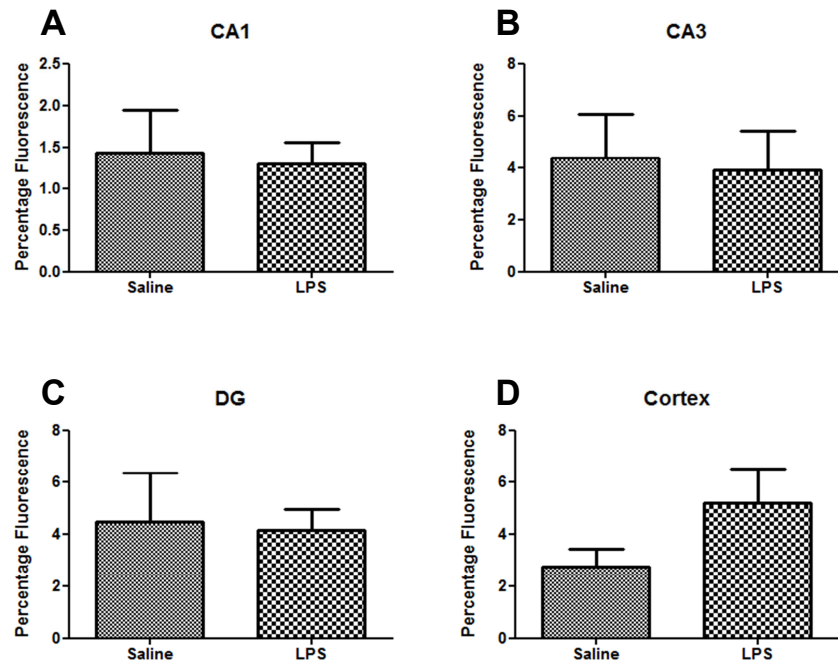 A
CA1
Percentage Fluorescence
2.5
2.0
1.5
1.0
0.5
0.0
Saline
LPS
B
CA3
Percentage Fluorescence
8
6
4
2
0
Saline
LPS
C
DG
Percentage Fluorescence
8
6
4
2
0
Saline
LPS
D
Cortex
Percentage Fluorescence
8
6
4
2
0
Saline
LPS